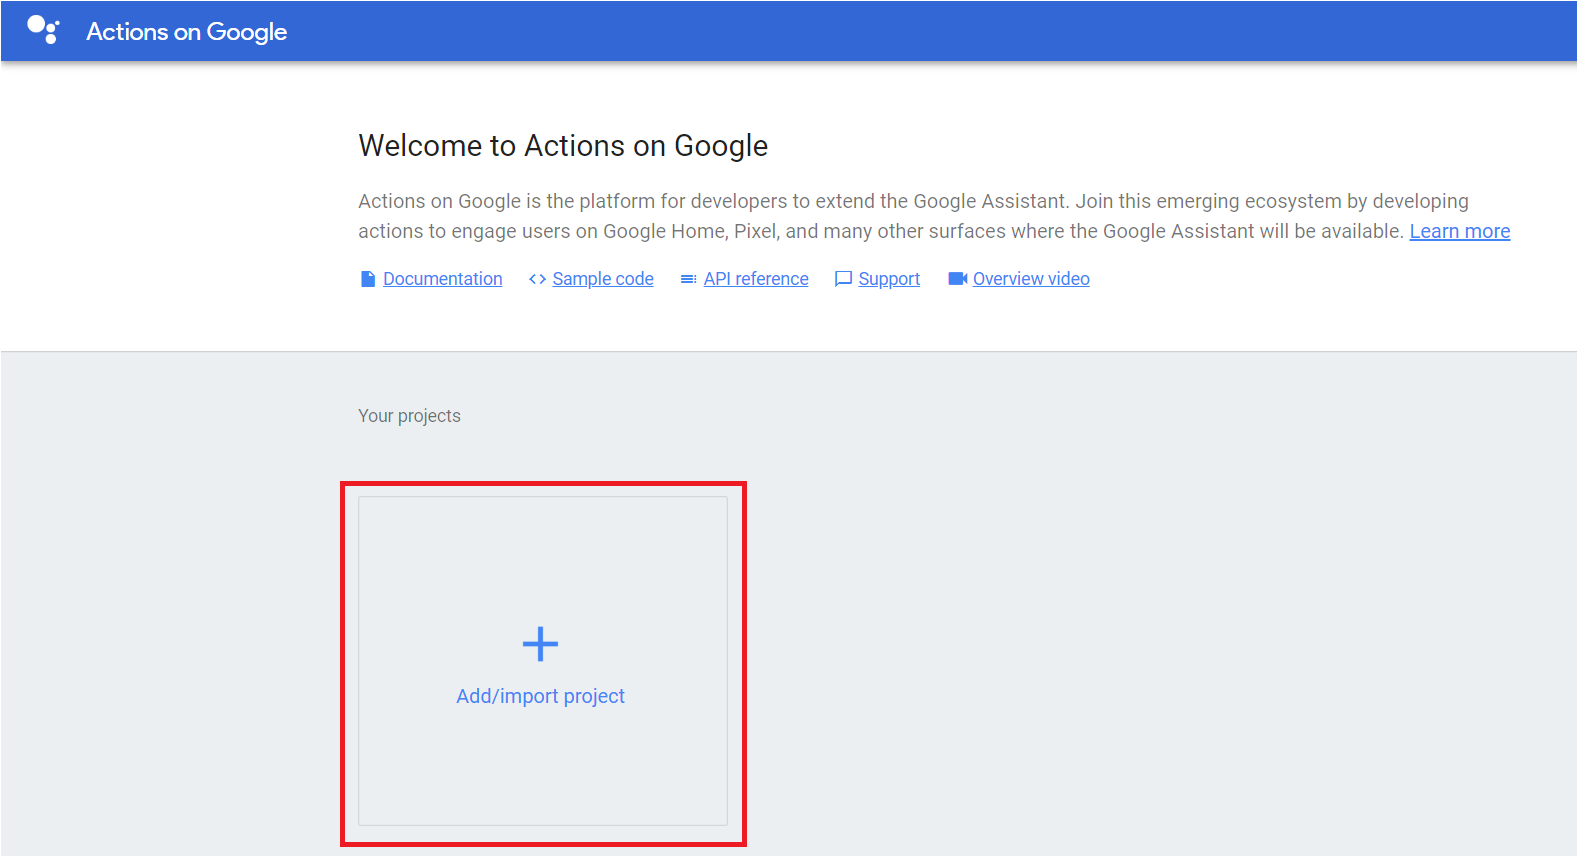 Actions on Google
Welcome to Actions on Google
Actions on Google is the platform for developers to extend the Google Assistant. Join this emerging ecosystem by developing
actions to engage users on Google Home, Pixel, and many other surfaces where the Google Assistant will be available. Learn more
Documentation Sample code API reference Support Overview video
Your projects
Add/import project